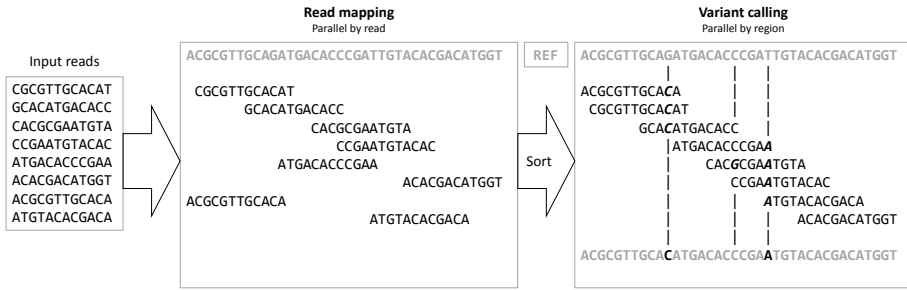 Input reads
CGCGTTGCACAT
GCACATGACACC
CACGCGAATGTA
CCGAATGTACAC
ATGACACCCGAA
ACACGACATGGT
ACGCGTTGCACA
ATGTACACGACA
Read mapping
Parallel by read
ACGCGTTGCAGATGACACCCGATTGTACACGACATGGT
CGCGTTGCACAT
GCACATGACACC
CACGCGAATGTA
CCGAATGTACAC
ATGACACCCGAA
ACACGACATGGT
ACGCGTTGCACA
ATGTACACGACA
REF
Sort
Variant calling
Parallel by region
ACGCGTTGCAGATGACACCCGATTGTACACGACATGGT
ACGCGTTGCACA
CGCGTTGCACAT
GCACATGACACC
ATGACACCCGAA
CACGCGAATGTA
CCGAATGTACAC
ATGTACACGACA
ACACGACATGGT
ACGCGTTGCACATGACACCCGAATGTACACGACATGGT